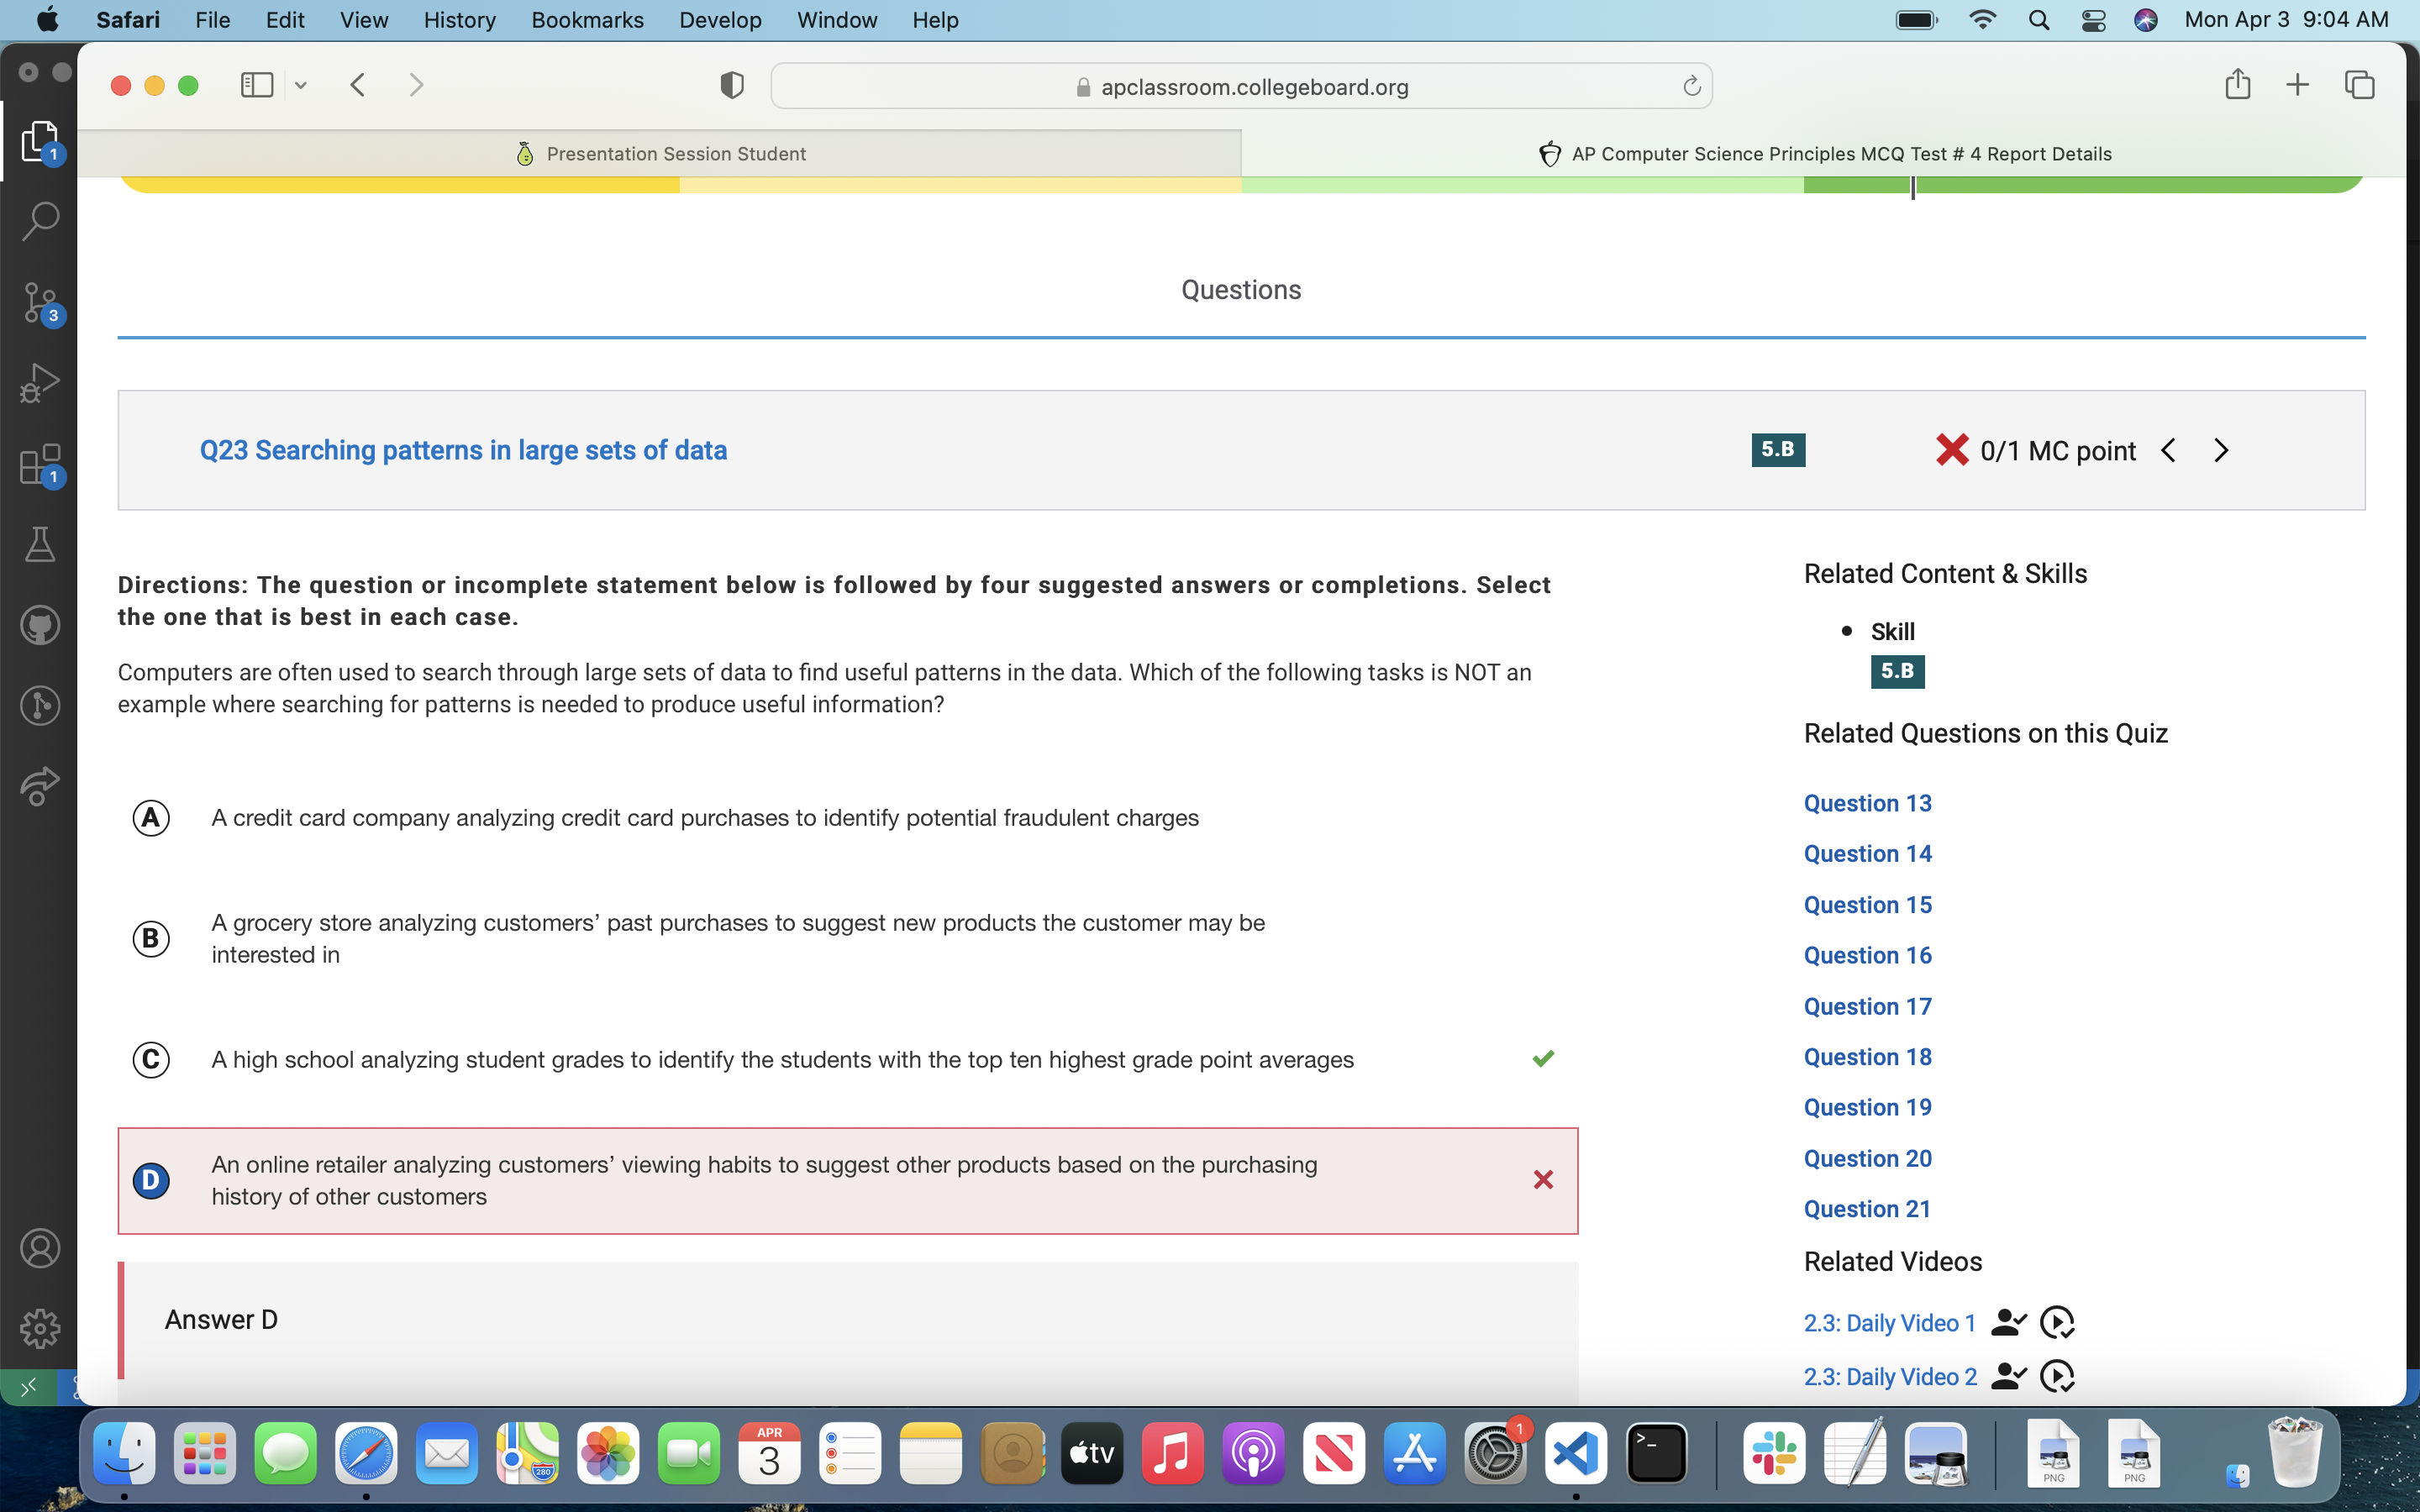 Safari File Edit View History Bookmarks Develop Window Help Mon Apr 3 9:04 AM
apclassroom.collegeboard.org
Presentation Session Student
AP Computer Science Principles MCQ Test # 4 Report Details
1
3
1
Questions
Q23 Searching patterns in large sets of data
5.B
0/1 MC point
Directions: The question or incomplete statement below is followed by four suggested answers or completions. Select
the one that is best in each case.
Computers are often used to search through large sets of data to find useful patterns in the data. Which of the following tasks is NOT an
example where searching for patterns is needed to produce useful information?
A A credit card company analyzing credit card purchases to identify potential fraudulent charges
B A grocery store analyzing customers’ past purchases to suggest new products the customer may be
interested in
C A high school analyzing student grades to identify the students with the top ten highest grade point averages
D An online retailer analyzing customers’ viewing habits to suggest other products based on the purchasing
history of other customers
Answer D
Related Content & Skills
Skill
5.B
Related Questions on this Quiz
Question 13
Question 14
Question 15
Question 16
Question 17
Question 18
Question 19
Question 20
Question 21
Related Videos
2.3: Daily Video 1
2.3: Daily Video 2
280
APR
3
tv
1
>_
PNG
PNG